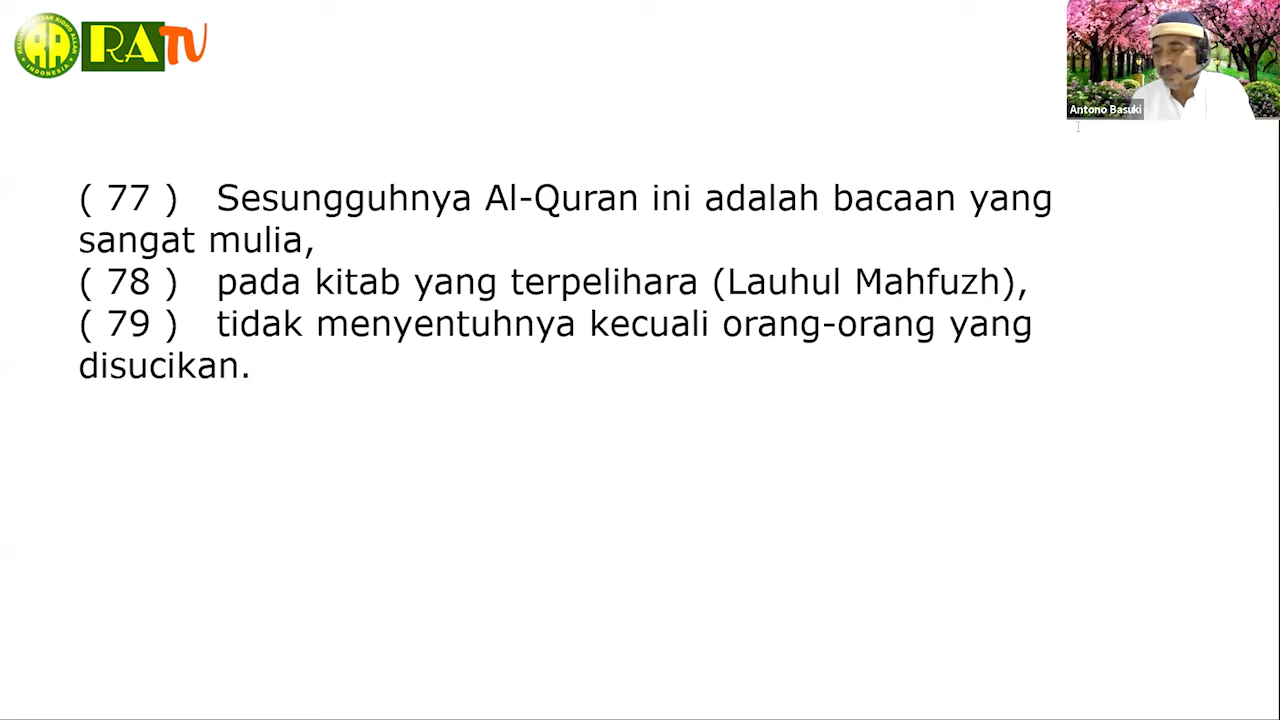 RATV
Antono Basuki
( 77 ) Sesungguhnya Al-Quran ini adalah bacaan yang
sangat mulia,
( 78 ) pada kitab yang terpelihara (Lauhul Mahfuzh),
( 79 ) tidak menyentuhnya kecuali orang-orang yang
disucikan.